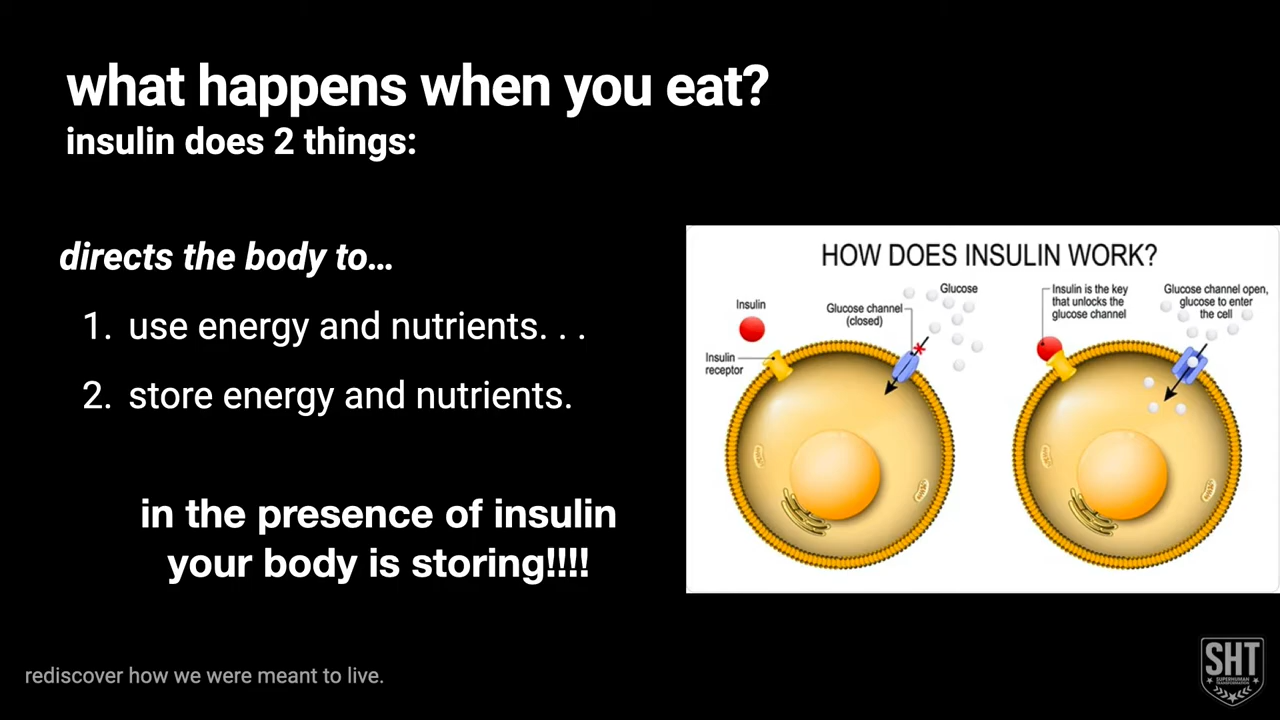 what happens when you eat?
insulin does 2 things:
directs the body to...
1. use energy and nutrients. . .
2. store energy and nutrients.
in the presence of insulin
your body is storing!!!!
HOW DOES INSULIN WORK?
Insulin
Insulin
receptor
Glucose channel
(closed)
Glucose
Insulin is the key
that unlocks the
glucose channel
Glucose channel open,
glucose to enter
the cell
rediscover how we were meant to live.
SHT
SUPERHUMAN
TRANSFORMATION